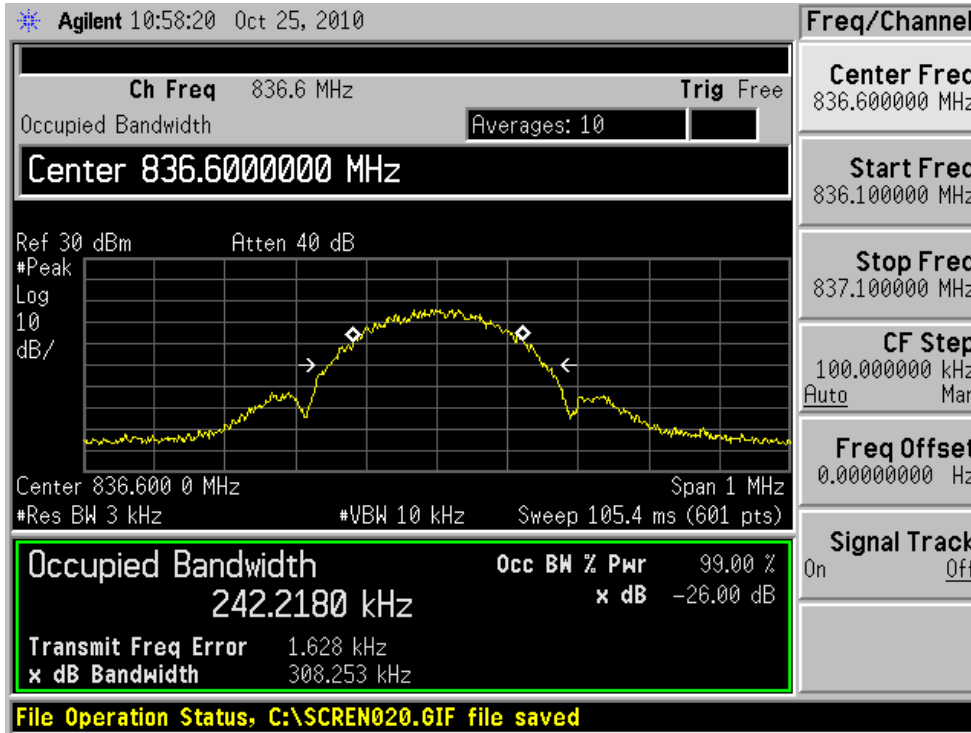 Agilent 10:58:20 Oct 25, 2010
Ch Freq 836.6 MHz Trig Free
Occupied Bandwidth Averages: 10
Center 836.6000000 MHz
Ref 30 dBm Atten 40 dB
#Peak
Log
10
dB/
Center 836.600 0 MHz Span 1 MHz
#Res BW 3 kHz #VBW 10 kHz Sweep 105.4 ms (601 pts)
Occupied Bandwidth Occ BW % Pwr 99.00 %
242.2180 kHz x dB -26.00 dB
Transmit Freq Error 1.628 kHz
x dB Bandwidth 308.253 kHz
File Operation Status, C:\SCREN020.GIF file saved
Freq/Channel
Center Freq
836.600000 MHz
Start Freq
836.100000 MHz
Stop Freq
837.100000 MHz
CF Step
100.000000 kHz
Auto Man
Freq Offset
0.00000000 Hz
Signal Track
On Off